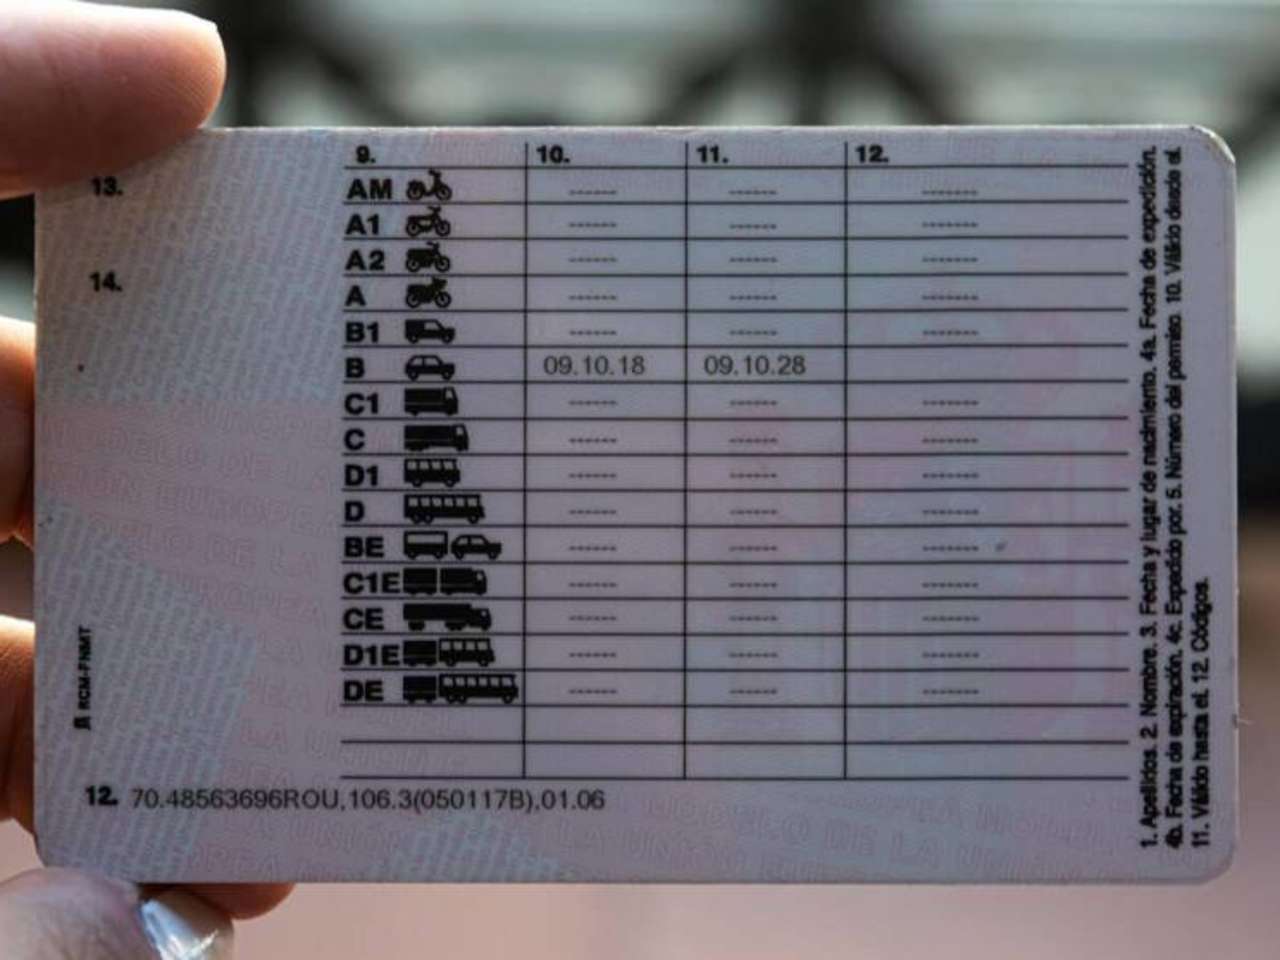 9. 10. 11. 12.
13.
AM ------ ------ -------
A1 ------ ------ -------
A2 ------ ------ -------
14.
A ------ ------ -------
B1 ------ ------ -------
B 09.10.18 09.10.28
C1 ------ ------ -------
C ------ ------ -------
D1 ------ ------ -------
D ------ ------ -------
BE ------ ------ -------
C1E ------ ------ -------
CE ------ ------ -------
D1E ------ ------ -------
DE ------ ------ -------
RCM-FNMT
12. 70.48563696ROU,106.3(050117B),01.06
1. Apellidos. 2. Nombre. 3. Fecha y lugar de nacimiento. 4a. Fecha de expedición.
4b. Fecha de expiración. 4c. Expedido por. 5. Número del permiso 10. Válido desde el.
11. Válido hasta el. 12. Códigos.